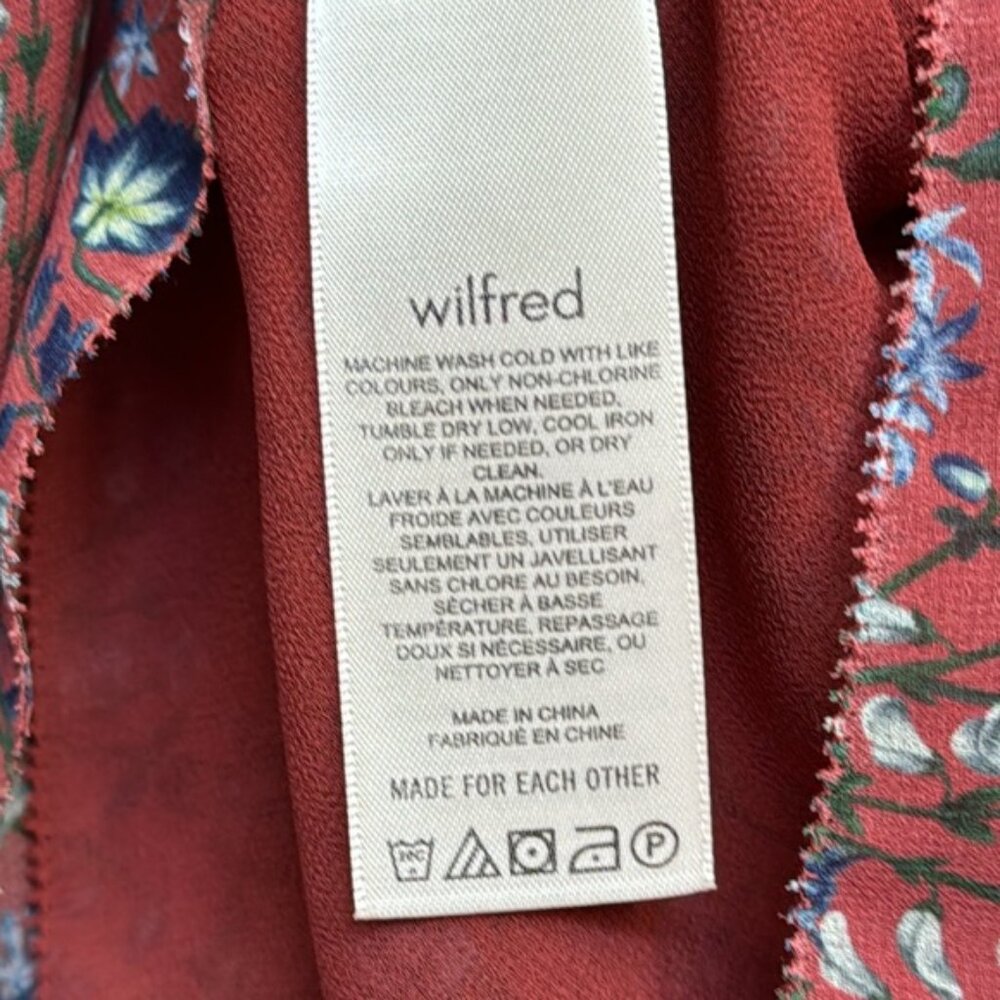 wilfred
MACHINE WASH COLD WITH LIKE
COLOURS, ONLY NON-CHLORINE
BLEACH WHEN NEEDED,
TUMBLE DRY LOW, COOL IRON
ONLY IF NEEDED, OR DRY
CLEAN.
LAVER À LA MACHINE À L'EAU
FROIDE AVEC COULEURS
SEMBLABLES, UTILISER
SEULEMENT UN JAVELLISANT
SANS CHLORE AU BESOIN,
SÉCHER À BASSE
TEMPÉRATURE, REPASSAGE
DOUX SI NÉCESSAIRE, OU
NETTOYER À SEC
MADE IN CHINA
FABRIQUÉ EN CHINE
MADE FOR EACH OTHER
P